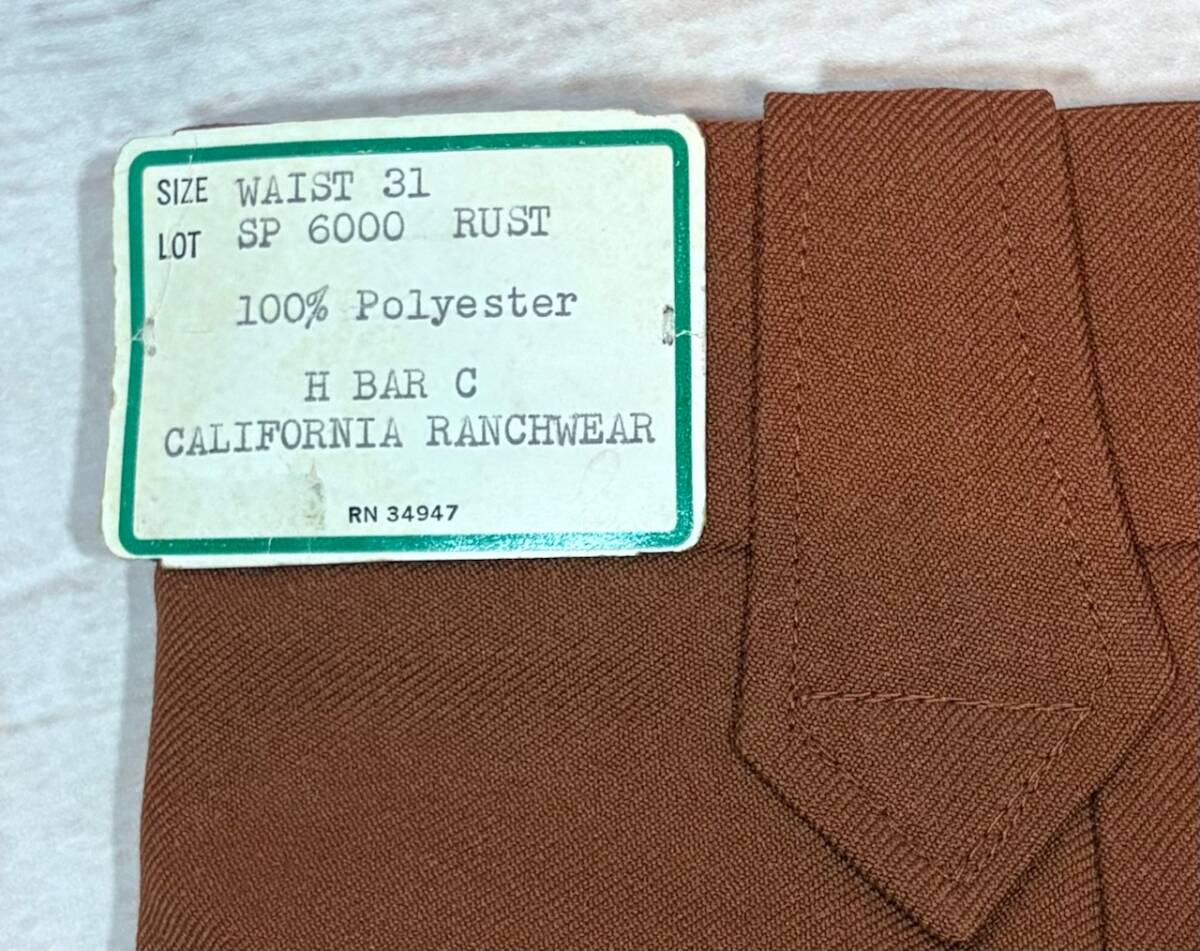 SIZE WAIST 31
LOT SP 6000 RUST
100% Polyester
H BAR C
CALIFORNIA RANCHWEAR
RN 34947